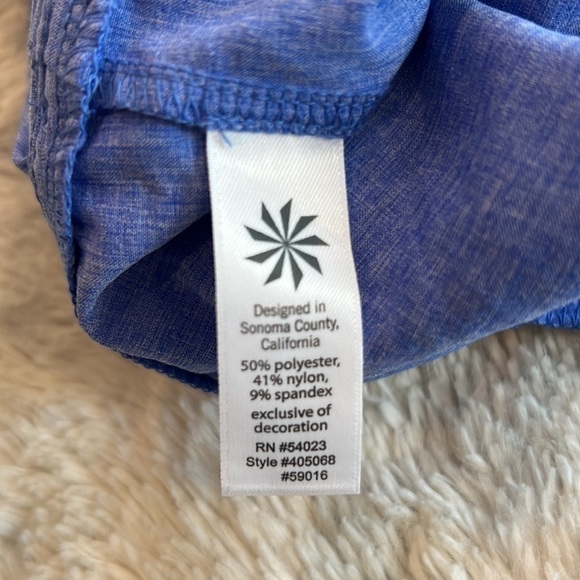 Designed in
Sonoma County,
California
50% polyester,
41% nylon,
9% spandex
exclusive of
decoration
RN #54023
Style #405068
#59016